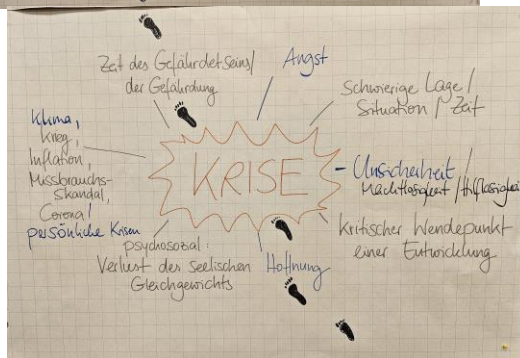 Zeit des Gefährdetseins/
der Gefährdung
Angst
Schwierige Lage/
Situation / Zeit
Klima,
Krieg,
Inflation,
Missbrauchs-
skandal,
Corona/
persönliche Krisen
KRISE
- Unsicherheit /
Machtlosigkeit / Hilflosigkeit
kritischer Wendepunkt
einer Entwicklung
psychosozial:
Verlust des seelischen
Gleichgewichts
Hoffnung